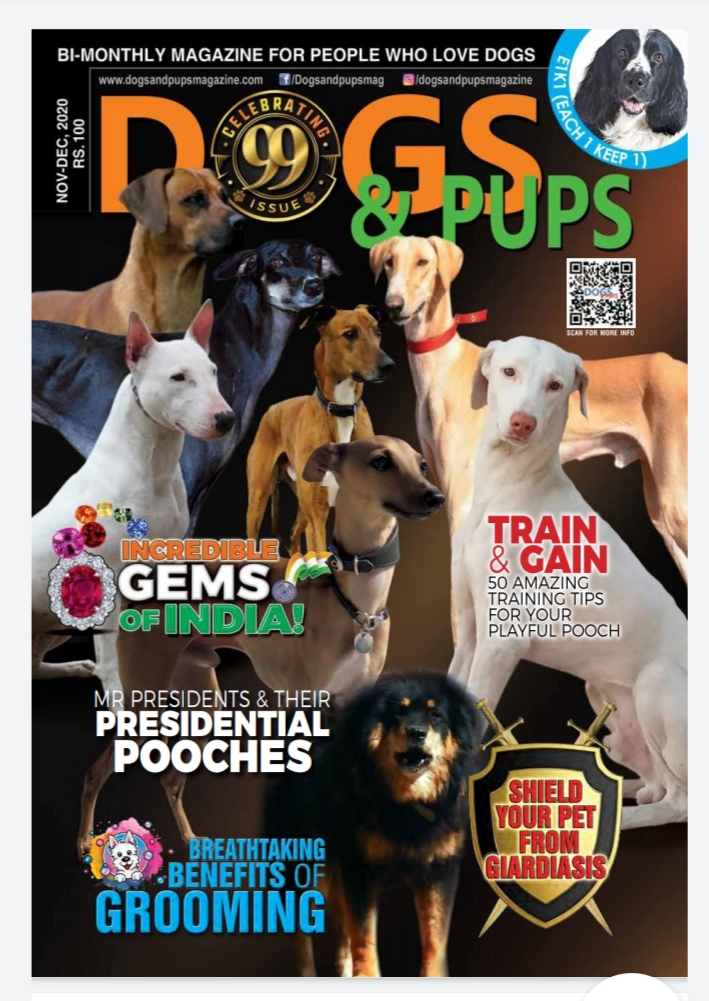 BI-MONTHLY MAGAZINE FOR PEOPLE WHO LOVE DOGS
www.dogsandpupsmagazine.com /Dogsandpupsmag /dogsandpupsmagazine
E1K1 (EACH 1 KEEP 1)
NOV-DEC, 2020
RS.100
DOGS
CELEBRATING
99
ISSUE
& PUPS
DOGS
SCAN FOR MORE INFO
INCREDIBLE
GEMS
OF INDIA!
TRAIN
& GAIN
50 AMAZING
TRAINING TIPS
FOR YOUR
PLAYFUL POOCH
MR PRESIDENTS & THEIR
PRESIDENTIAL
POOCHES
SHIELD
YOUR PET
FROM
GIARDIASIS
BREATHTAKING
BENEFITS OF
GROOMING